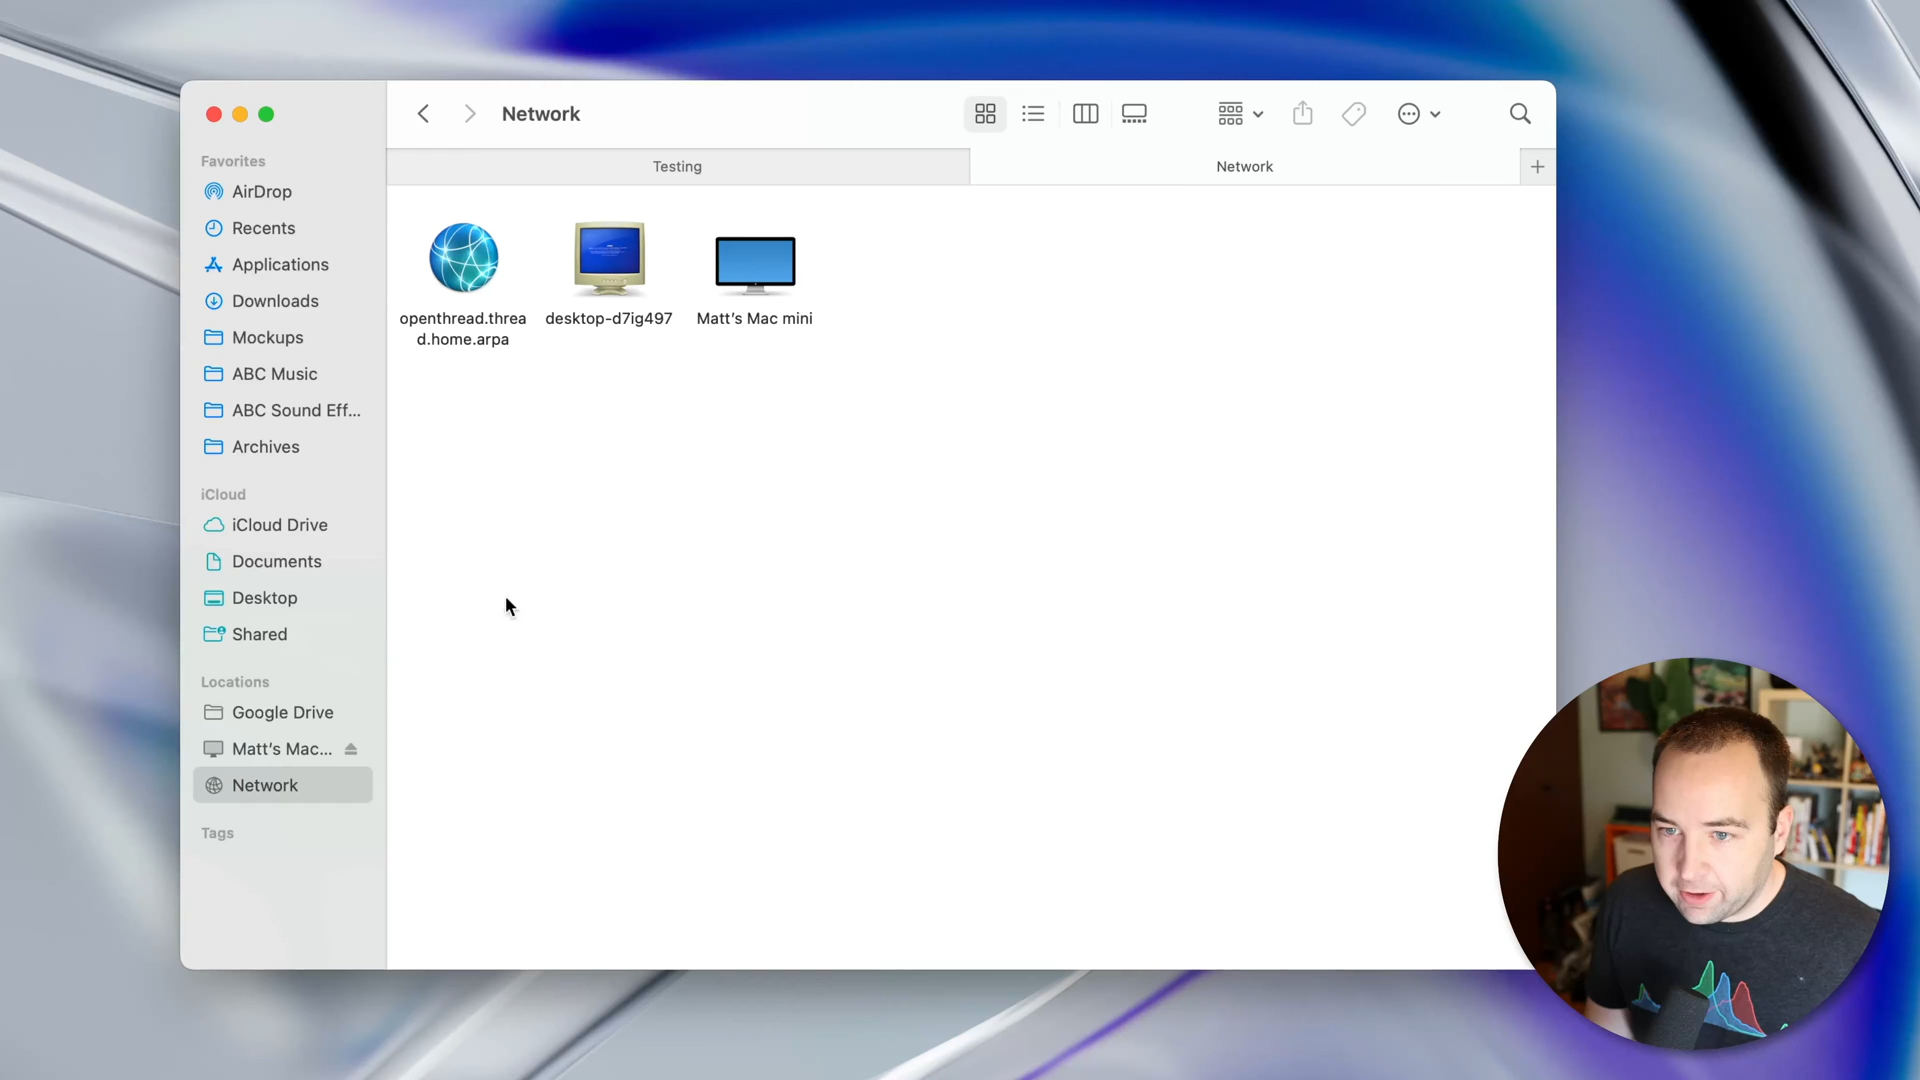 Network
Testing
Network
Favorites
AirDrop
Recents
Applications
Downloads
Mockups
ABC Music
ABC Sound Eff...
Archives
iCloud
iCloud Drive
Documents
Desktop
Shared
Locations
Google Drive
Matt's Mac...
Network
Tags
openthread.threa
d.home.arpa
desktop-d7ig497
Matt's Mac mini